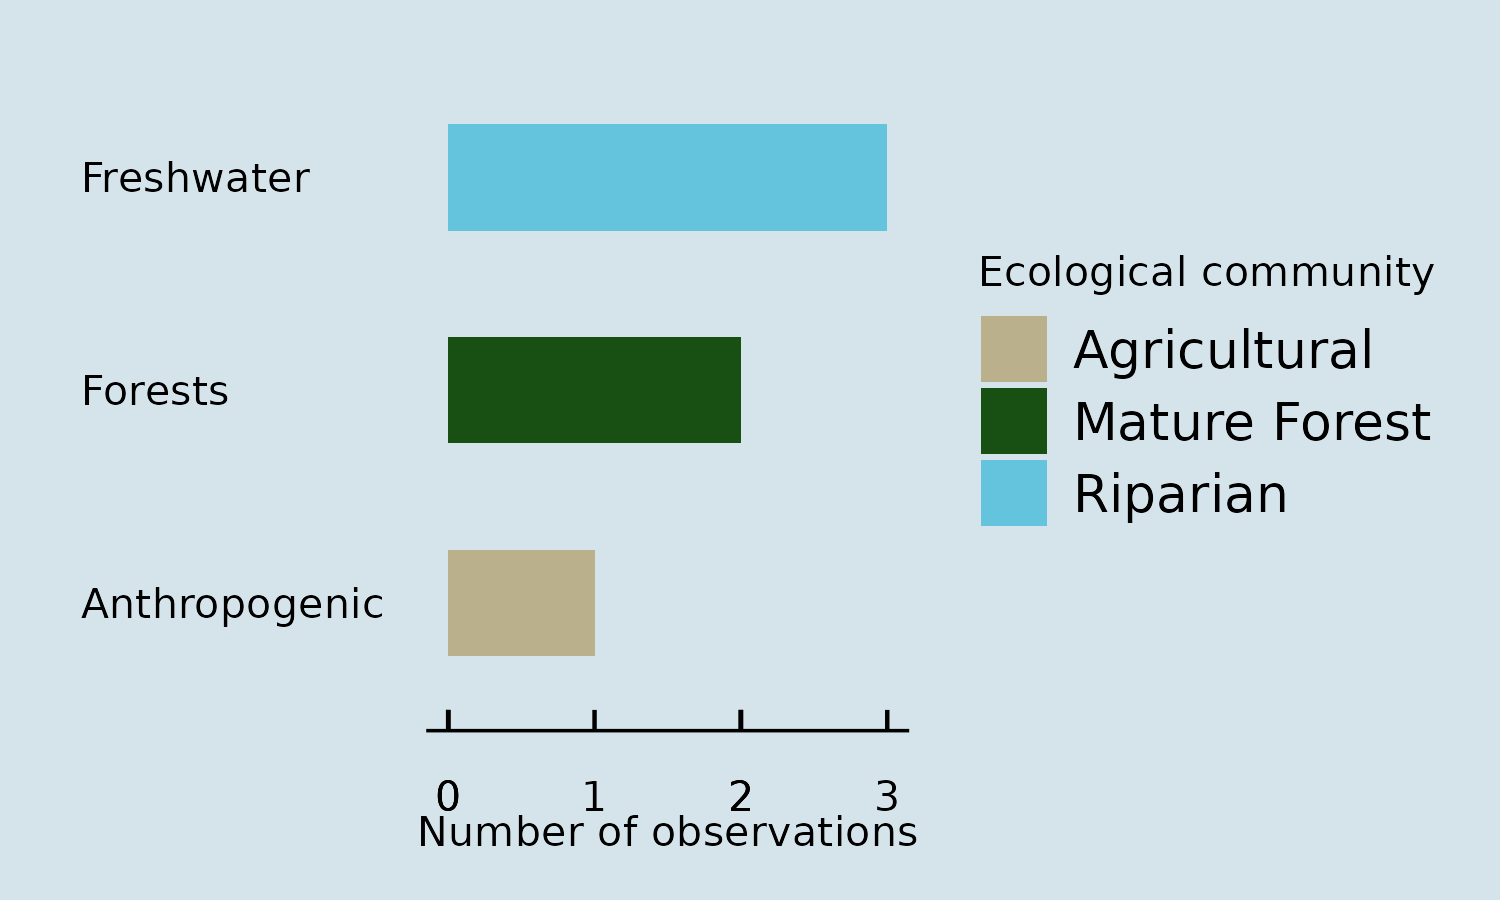 Freshwater
Forests
Anthropogenic
0 1 2 3
Number of observations
Ecological community
Agricultural
Mature Forest
Riparian